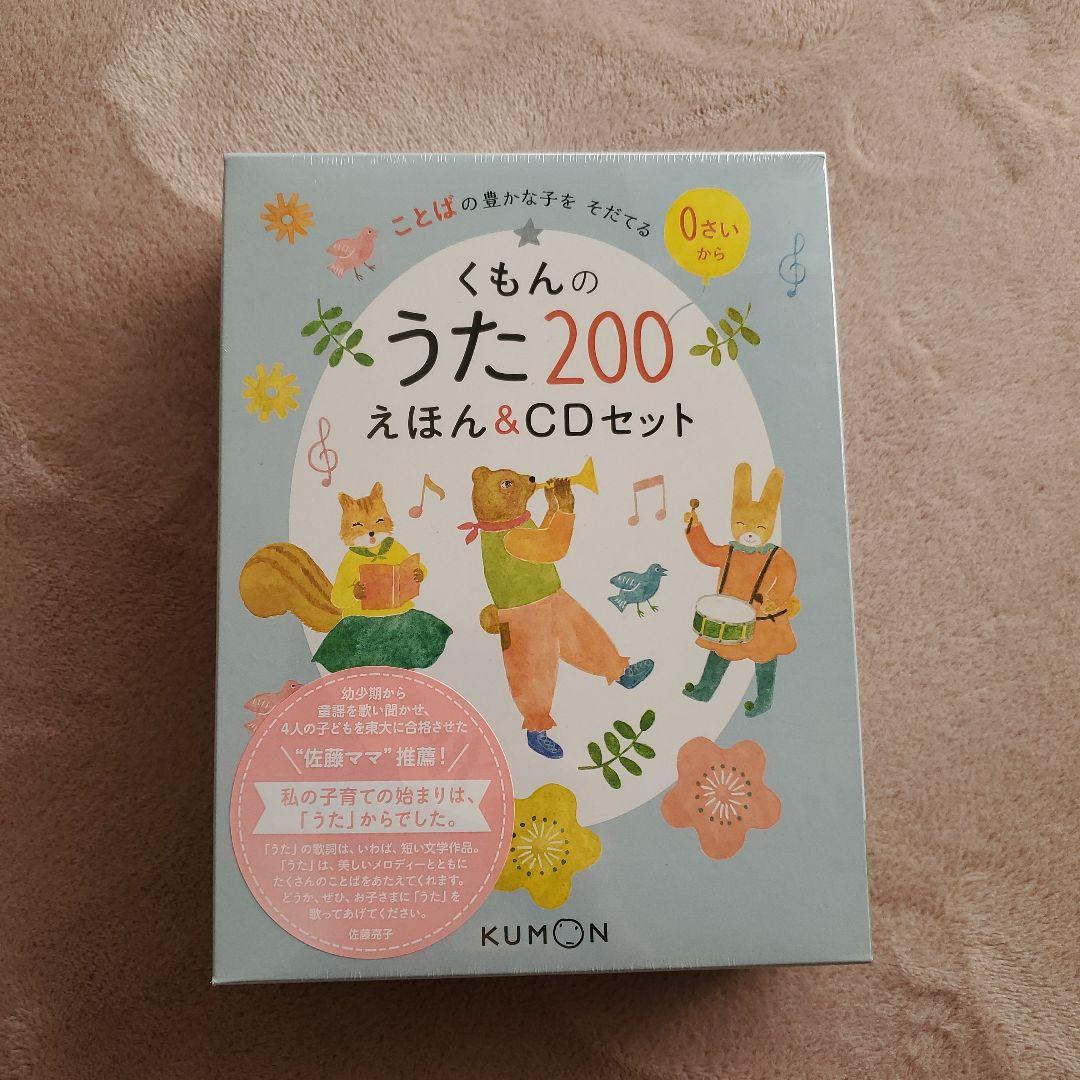 ことばの豊かな子を そだてる
0さい
から
くもんの
うた200
えほん&CDセット
幼少期から
童謡を歌い聞かせ、
4人の子どもを東大に合格させた
"佐藤ママ"推薦!
私の子育ての始まりは、
「うた」からでした。
「うた」の歌詞は、いわば、短い文学作品。
「うた」は、美しいメロディーとともに
たくさんのことばをあたえてくれます。
どうか、ぜひ、お子さまに「うた」を
歌ってあげてください。
佐藤亮子
KUMON